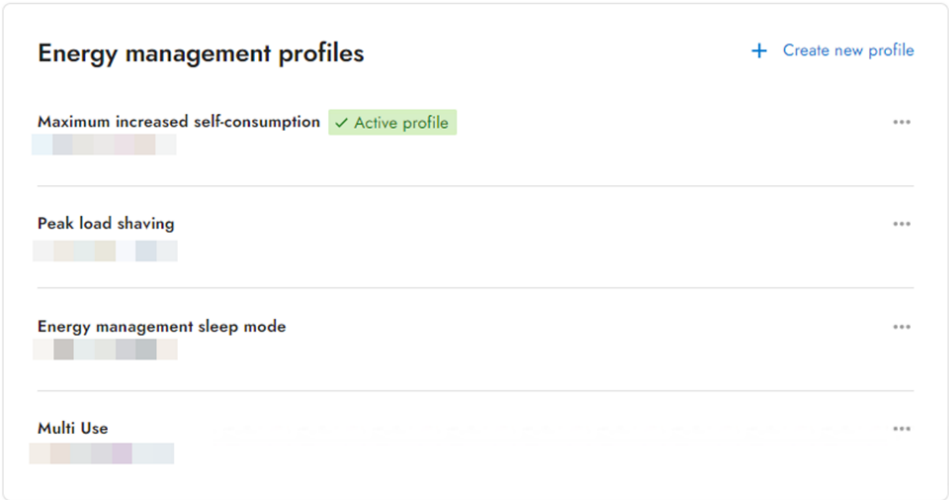 Energy management profiles
+ Create new profile
Maximum increased self-consumption ✓ Active profile
Peak load shaving
Energy management sleep mode
Multi Use